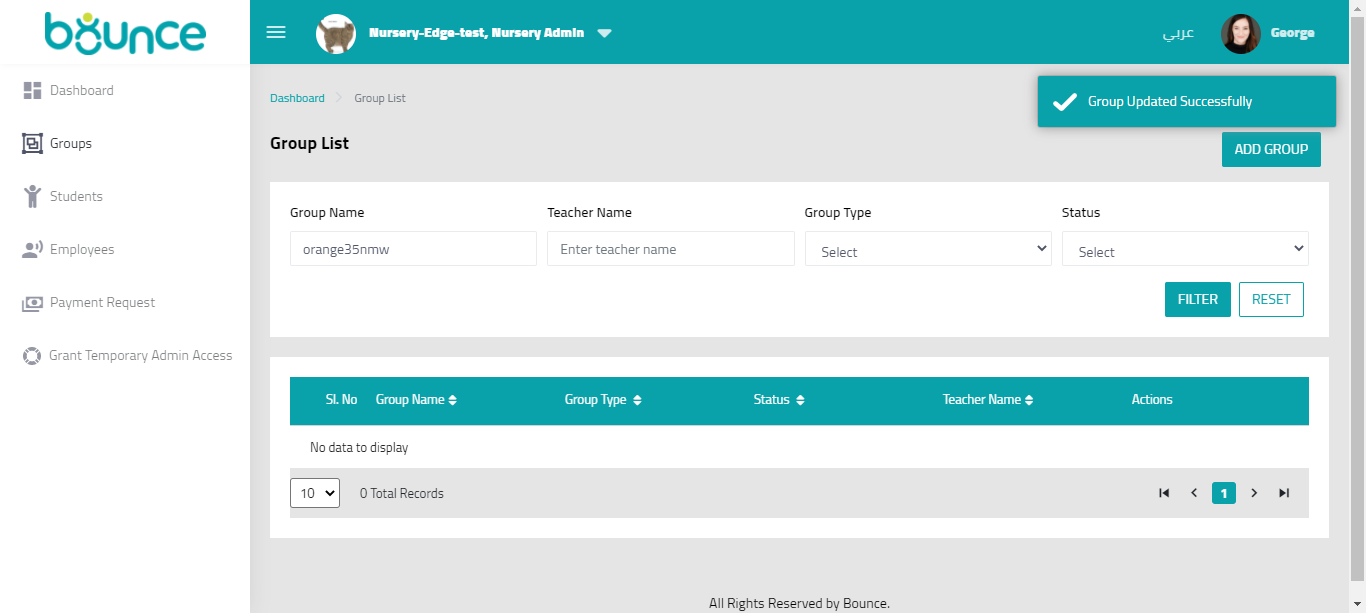 bounce
Nursery-Edge-test, Nursery Admin
عربي
George
Dashboard
Groups
Students
Employees
Payment Request
Grant Temporary Admin Access
Dashboard
Group List
Group Updated Successfully
Group List
ADD GROUP
Group Name
Teacher Name
Group Type
Status
orange35nmw
Enter teacher name
Select
Select
FILTER
RESET
Sl. No
Group Name
Group Type
Status
Teacher Name
Actions
No data to display
10
0 Total Records
1
All Rights Reserved by Bounce.